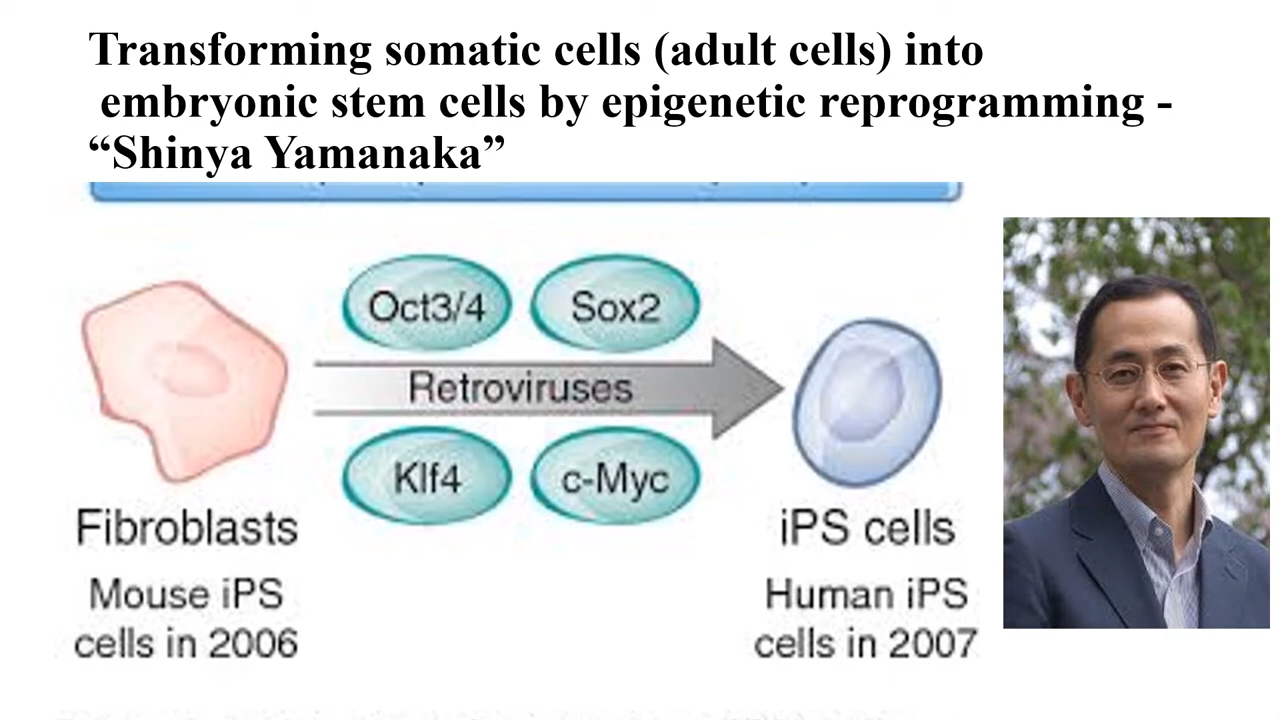 Transforming somatic cells (adult cells) into
embryonic stem cells by epigenetic reprogramming -
“Shinya Yamanaka”
Oct3/4 Sox2
Retroviruses
Klf4 c-Myc
Fibroblasts iPS cells
Mouse iPS Human iPS
cells in 2006 cells in 2007